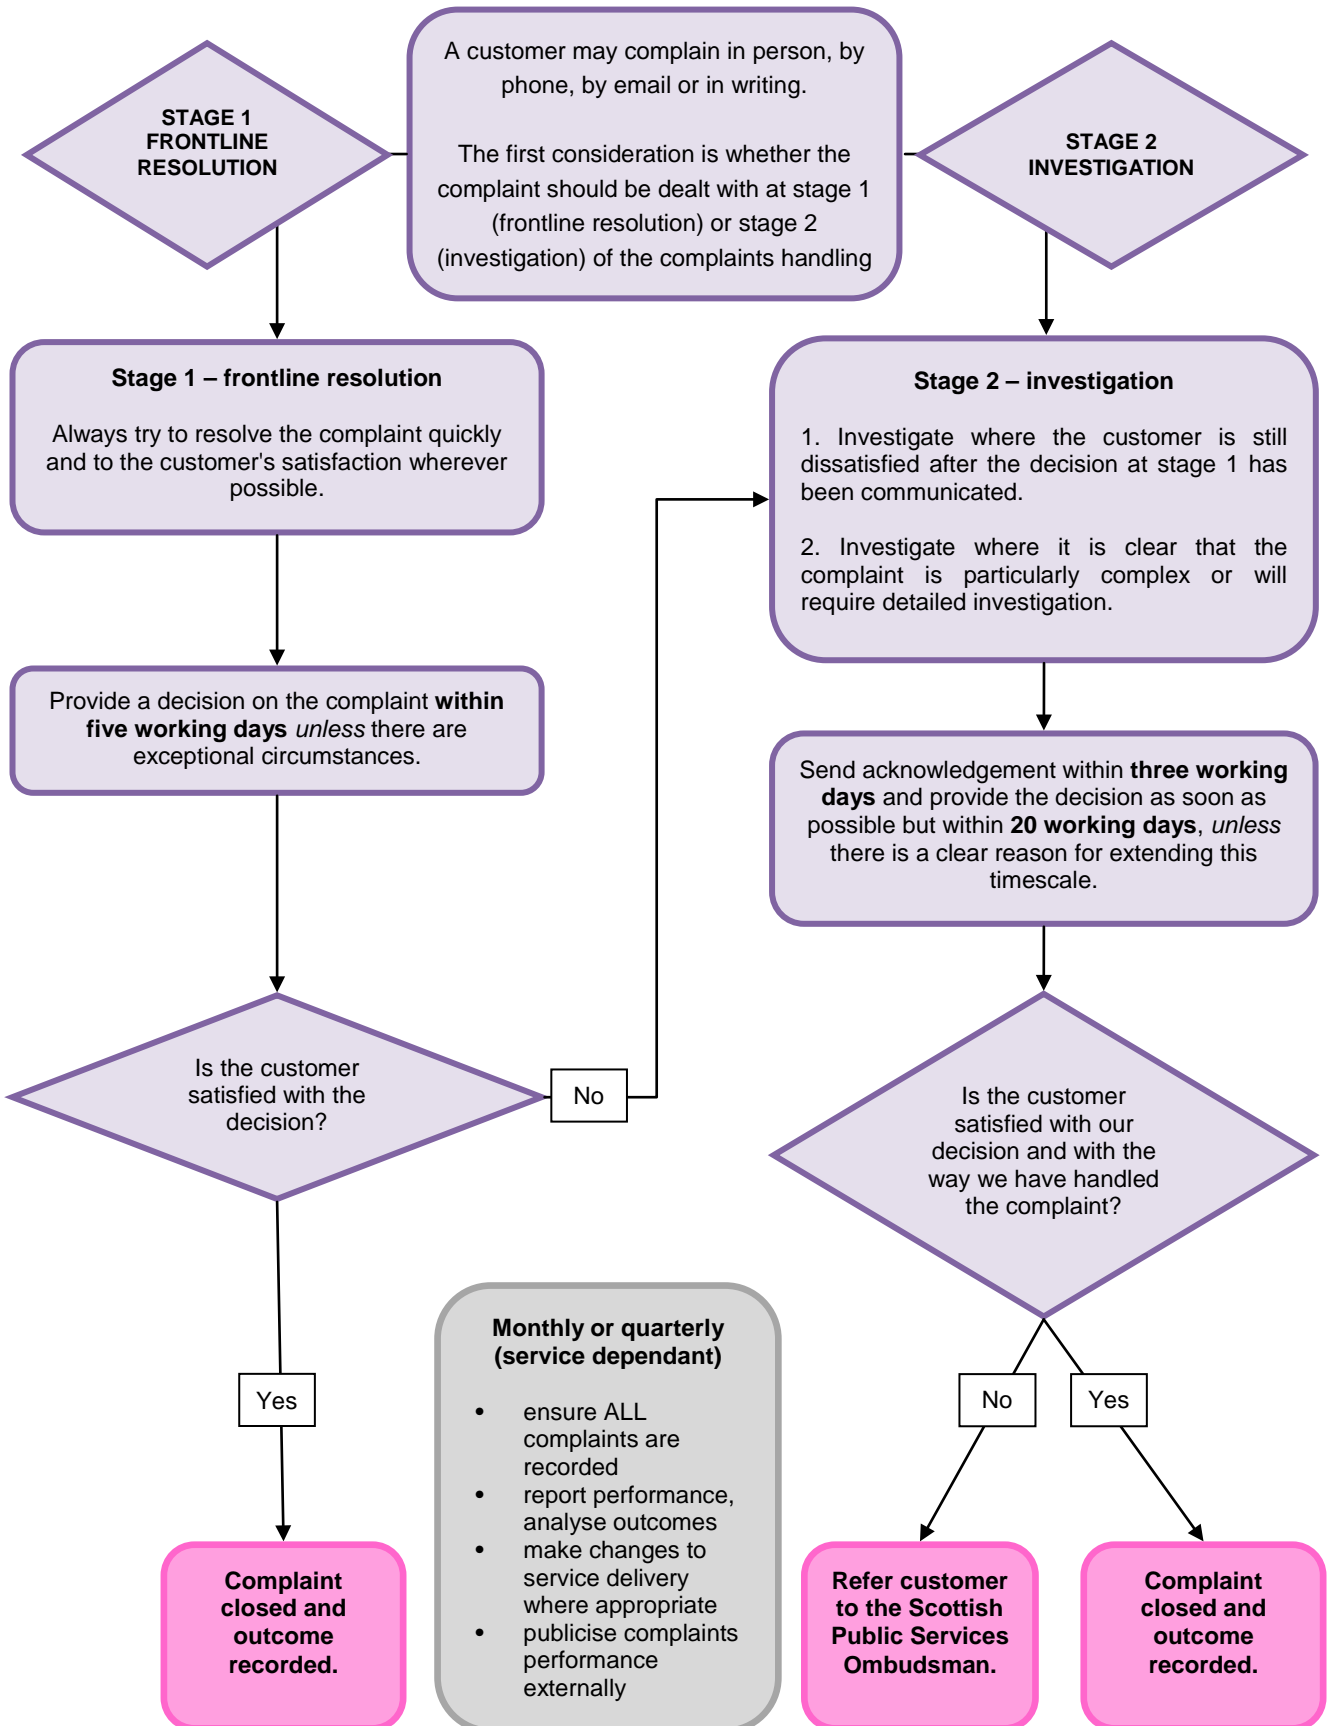 A customer may complain in person, by
phone, by email or in writing.
The first consideration is whether the
complaint should be dealt with at stage 1
(frontline resolution) or stage 2
(investigation) of the complaints handling
STAGE 1
FRONTLINE
RESOLUTION
STAGE 2
INVESTIGATION
Stage 1 – frontline resolution
Always try to resolve the complaint quickly
and to the customer's satisfaction wherever
possible.
Provide a decision on the complaint within
five working days unless there are
exceptional circumstances.
Is the customer
satisfied with the
decision?
No
Yes
Complaint
closed and
outcome
recorded.
Stage 2 – investigation
1. Investigate where the customer is still
dissatisfied after the decision at stage 1 has
been communicated.
2. Investigate where it is clear that the
complaint is particularly complex or will
require detailed investigation.
Send acknowledgement within three working
days and provide the decision as soon as
possible but within 20 working days, unless
there is a clear reason for extending this
timescale.
Is the customer
satisfied with our
decision and with the
way we have handled
the complaint?
No
Yes
Refer customer
to the Scottish
Public Services
Ombudsman.
Complaint
closed and
outcome
recorded.
Monthly or quarterly
(service dependant)
• ensure ALL
complaints are
recorded
• report performance,
analyse outcomes
• make changes to
service delivery
where appropriate
• publicise complaints
performance
externally